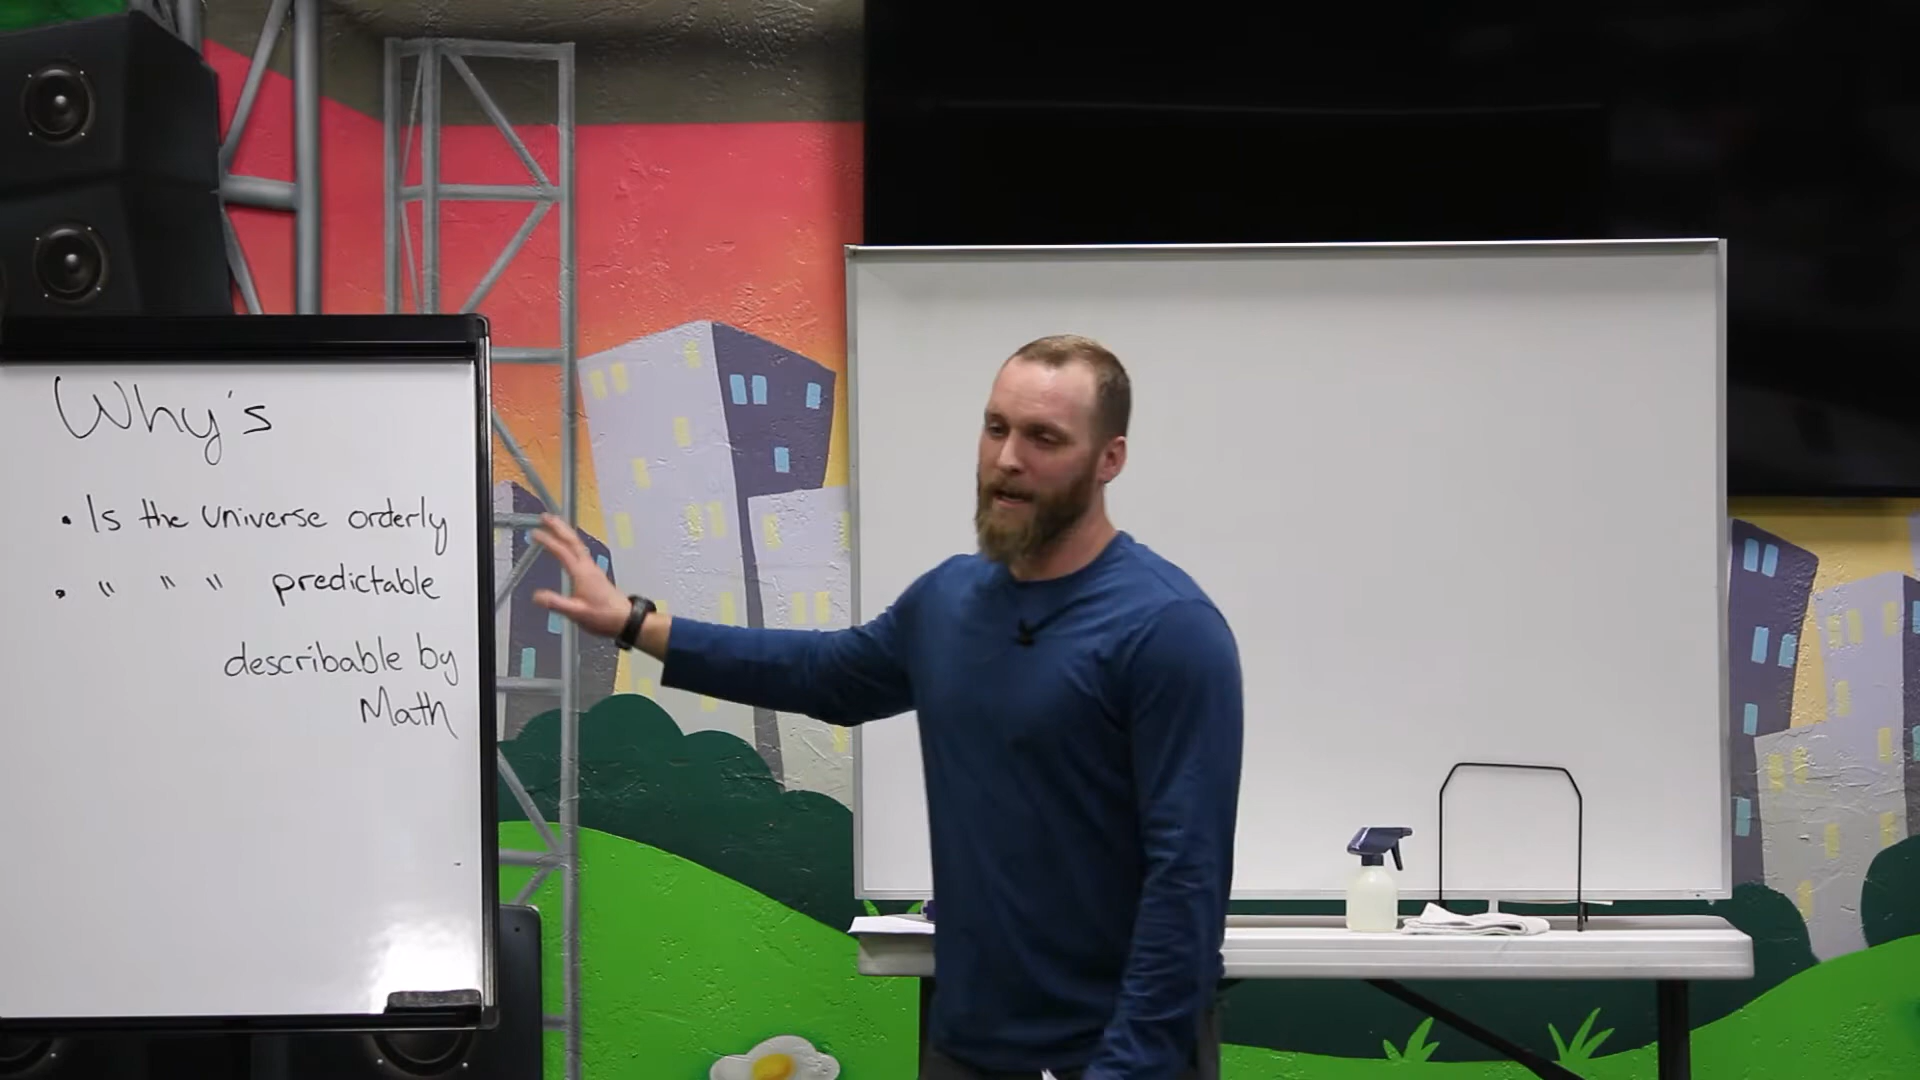 Why's
• Is the Universe orderly
• " " " predictable
describable by
Math